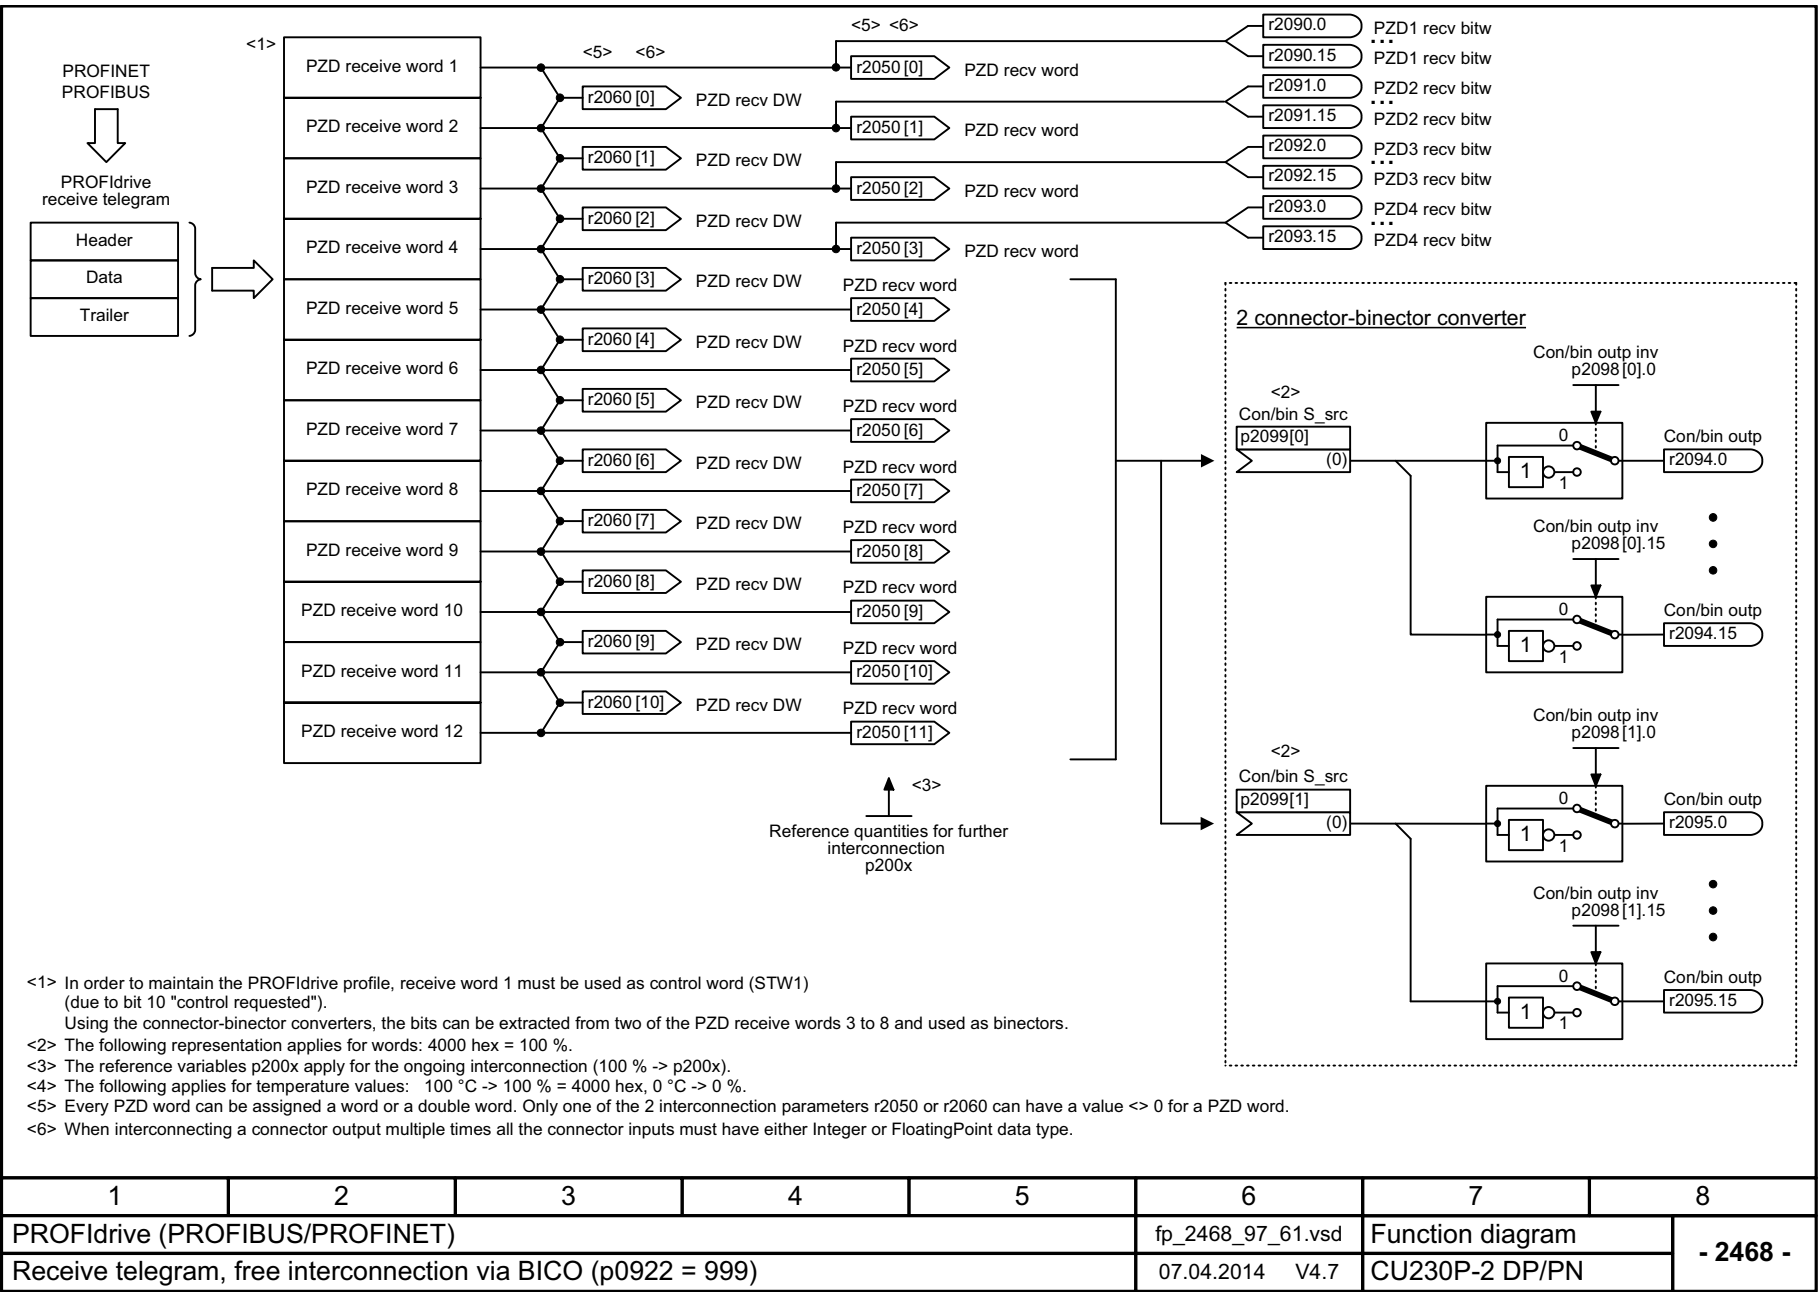 <1>
PROFINET
PROFIBUS
PROFIdrive
receive telegram
Header
Data
Trailer
PZD receive word 1
PZD receive word 2
PZD receive word 3
PZD receive word 4
PZD receive word 5
PZD receive word 6
PZD receive word 7
PZD receive word 8
PZD receive word 9
PZD receive word 10
PZD receive word 11
PZD receive word 12
<5> <6>
r2060 [0] PZD recv DW
r2060 [1] PZD recv DW
r2060 [2] PZD recv DW
r2060 [3] PZD recv DW
r2060 [4] PZD recv DW
r2060 [5] PZD recv DW
r2060 [6] PZD recv DW
r2060 [7] PZD recv DW
r2060 [8] PZD recv DW
r2060 [9] PZD recv DW
r2060 [10] PZD recv DW
<5> <6>
r2050 [0] PZD recv word
r2050 [1] PZD recv word
r2050 [2] PZD recv word
r2050 [3] PZD recv word
PZD recv word
r2050 [4]
PZD recv word
r2050 [5]
PZD recv word
r2050 [6]
PZD recv word
r2050 [7]
PZD recv word
r2050 [8]
PZD recv word
r2050 [9]
PZD recv word
r2050 [10]
PZD recv word
r2050 [11]
<3>
Reference quantities for further
interconnection
p200x
r2090.0 PZD1 recv bitw
...
r2090.15 PZD1 recv bitw
r2091.0 PZD2 recv bitw
...
r2091.15 PZD2 recv bitw
r2092.0 PZD3 recv bitw
...
r2092.15 PZD3 recv bitw
r2093.0 PZD4 recv bitw
...
r2093.15 PZD4 recv bitw
2 connector-binector converter
<2>
Con/bin S_src
p2099[0]
(0)
Con/bin outp inv
p2098 [0].0
0
1
1
Con/bin outp
r2094.0
Con/bin outp inv
p2098 [0].15
0
1
1
Con/bin outp
r2094.15
<2>
Con/bin S_src
p2099[1]
(0)
Con/bin outp inv
p2098 [1].0
0
1
1
Con/bin outp
r2095.0
Con/bin outp inv
p2098 [1].15
0
1
1
Con/bin outp
r2095.15
<1> In order to maintain the PROFIdrive profile, receive word 1 must be used as control word (STW1)
(due to bit 10 "control requested").
Using the connector-binector converters, the bits can be extracted from two of the PZD receive words 3 to 8 and used as binectors.
<2> The following representation applies for words: 4000 hex = 100 %.
<3> The reference variables p200x apply for the ongoing interconnection (100 % -> p200x).
<4> The following applies for temperature values: 100 °C -> 100 % = 4000 hex, 0 °C -> 0 %.
<5> Every PZD word can be assigned a word or a double word. Only one of the 2 interconnection parameters r2050 or r2060 can have a value <> 0 for a PZD word.
<6> When interconnecting a connector output multiple times all the connector inputs must have either Integer or FloatingPoint data type.
1 2 3 4 5 6 7 8
PROFIdrive (PROFIBUS/PROFINET) fp_2468_97_61.vsd Function diagram
- 2468 -
Receive telegram, free interconnection via BICO (p0922 = 999) 07.04.2014 V4.7 CU230P-2 DP/PN